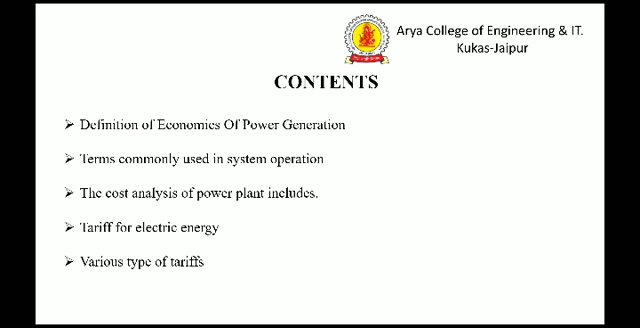 Arya College of Engineering & IT.
Kukas-Jaipur
CONTENTS
➢ Definition of Economics Of Power Generation
➢ Terms commonly used in system operation
➢ The cost analysis of power plant includes.
➢ Tariff for electric energy
➢ Various type of tariffs